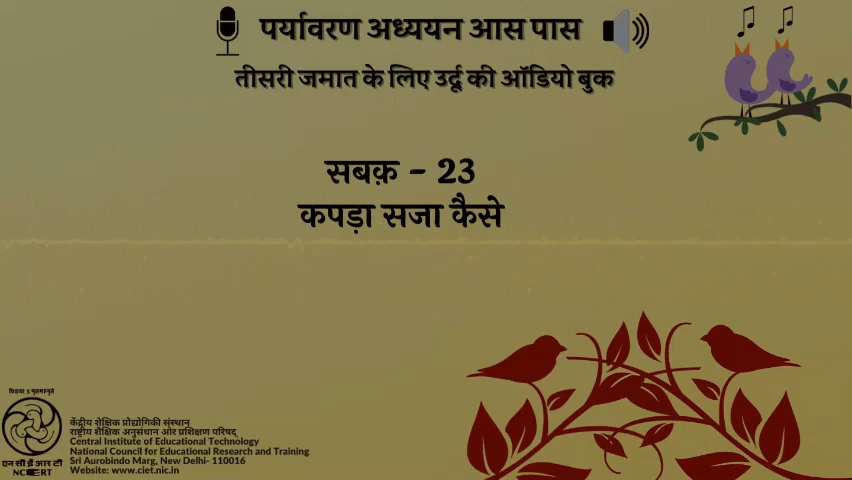 पर्यावरण अध्ययन आस पास
तीसरी जमात के लिए उर्दू की ऑडियो बुक
सबक़ - 23
कपड़ा सजा कैसे
विद्यया ऽ मृतमश्नुते
एन सी ई आर टी
NCERT
केंद्रीय शैक्षिक प्रौद्योगिकी संस्थान
राष्ट्रीय शैक्षिक अनुसंधान और प्रशिक्षण परिषद्
Central Institute of Educational Technology
National Council for Educational Research and Training
Sri Aurobindo Marg, New Delhi- 110016
Website: www.ciet.nic.in